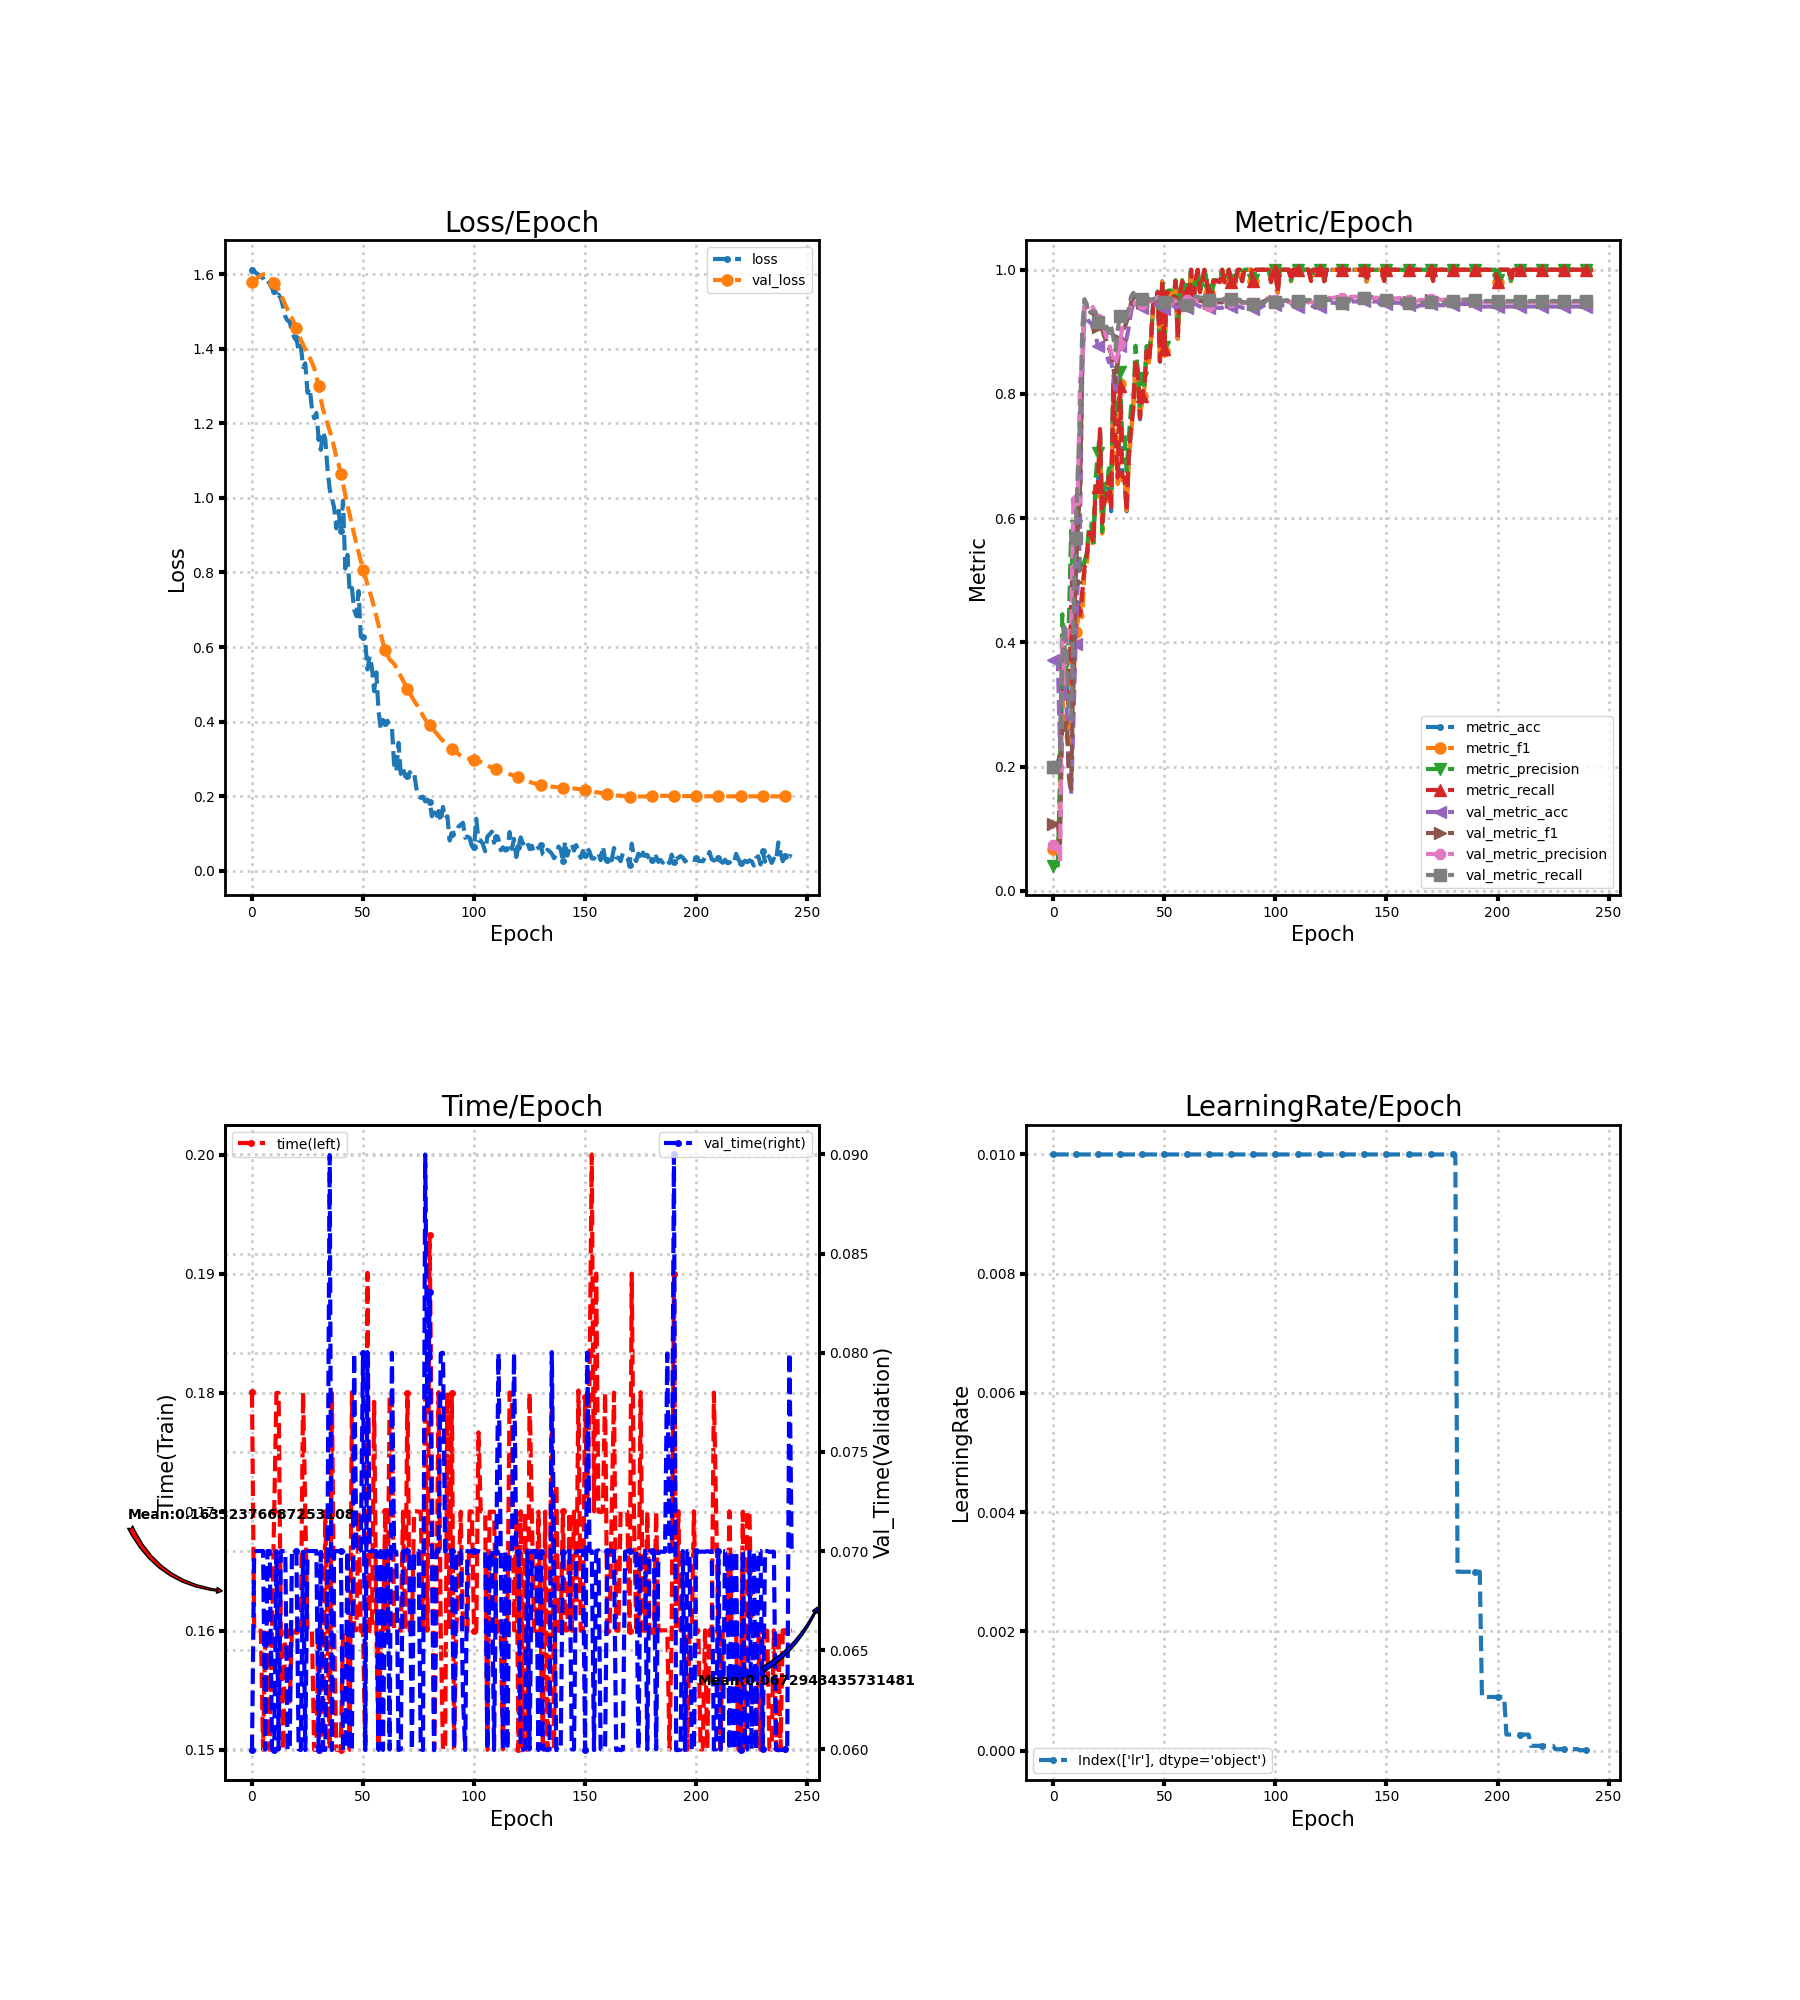 Loss/Epoch
loss
val_loss
1.6
1.4
1.2
1.0
0.8
0.6
0.4
0.2
0.0
Loss
0
50
100
150
200
250
Epoch
Metric/Epoch
1.0
0.8
0.6
0.4
0.2
0.0
Metric
metric_acc
metric_f1
metric_precision
metric_recall
val_metric_acc
val_metric_f1
val_metric_precision
val_metric_recall
0
50
100
150
200
250
Epoch
Time/Epoch
time(left)
val_time(right)
0.20
0.19
0.18
0.17
0.16
0.15
Time(Train)
0.090
0.085
0.080
0.075
0.070
0.065
0.060
Val_Time(Validation)
Mean:0.0672943435731481
0
50
100
150
200
250
Epoch
LearningRate/Epoch
0.010
0.008
0.006
0.004
0.002
0.000
LearningRate
Index(['lr'], dtype='object')
0
50
100
150
200
250
Epoch